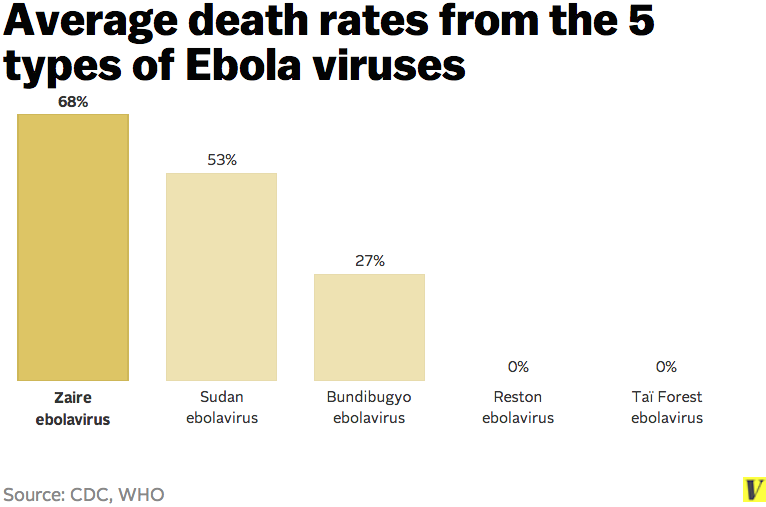 Average death rates from the 5
types of Ebola viruses
68%
53%
27%
0%
0%
Zaire
ebolavirus
Sudan
ebolavirus
Bundibugyo
ebolavirus
Reston
ebolavirus
Taï Forest
ebolavirus
Source: CDC, WHO
V